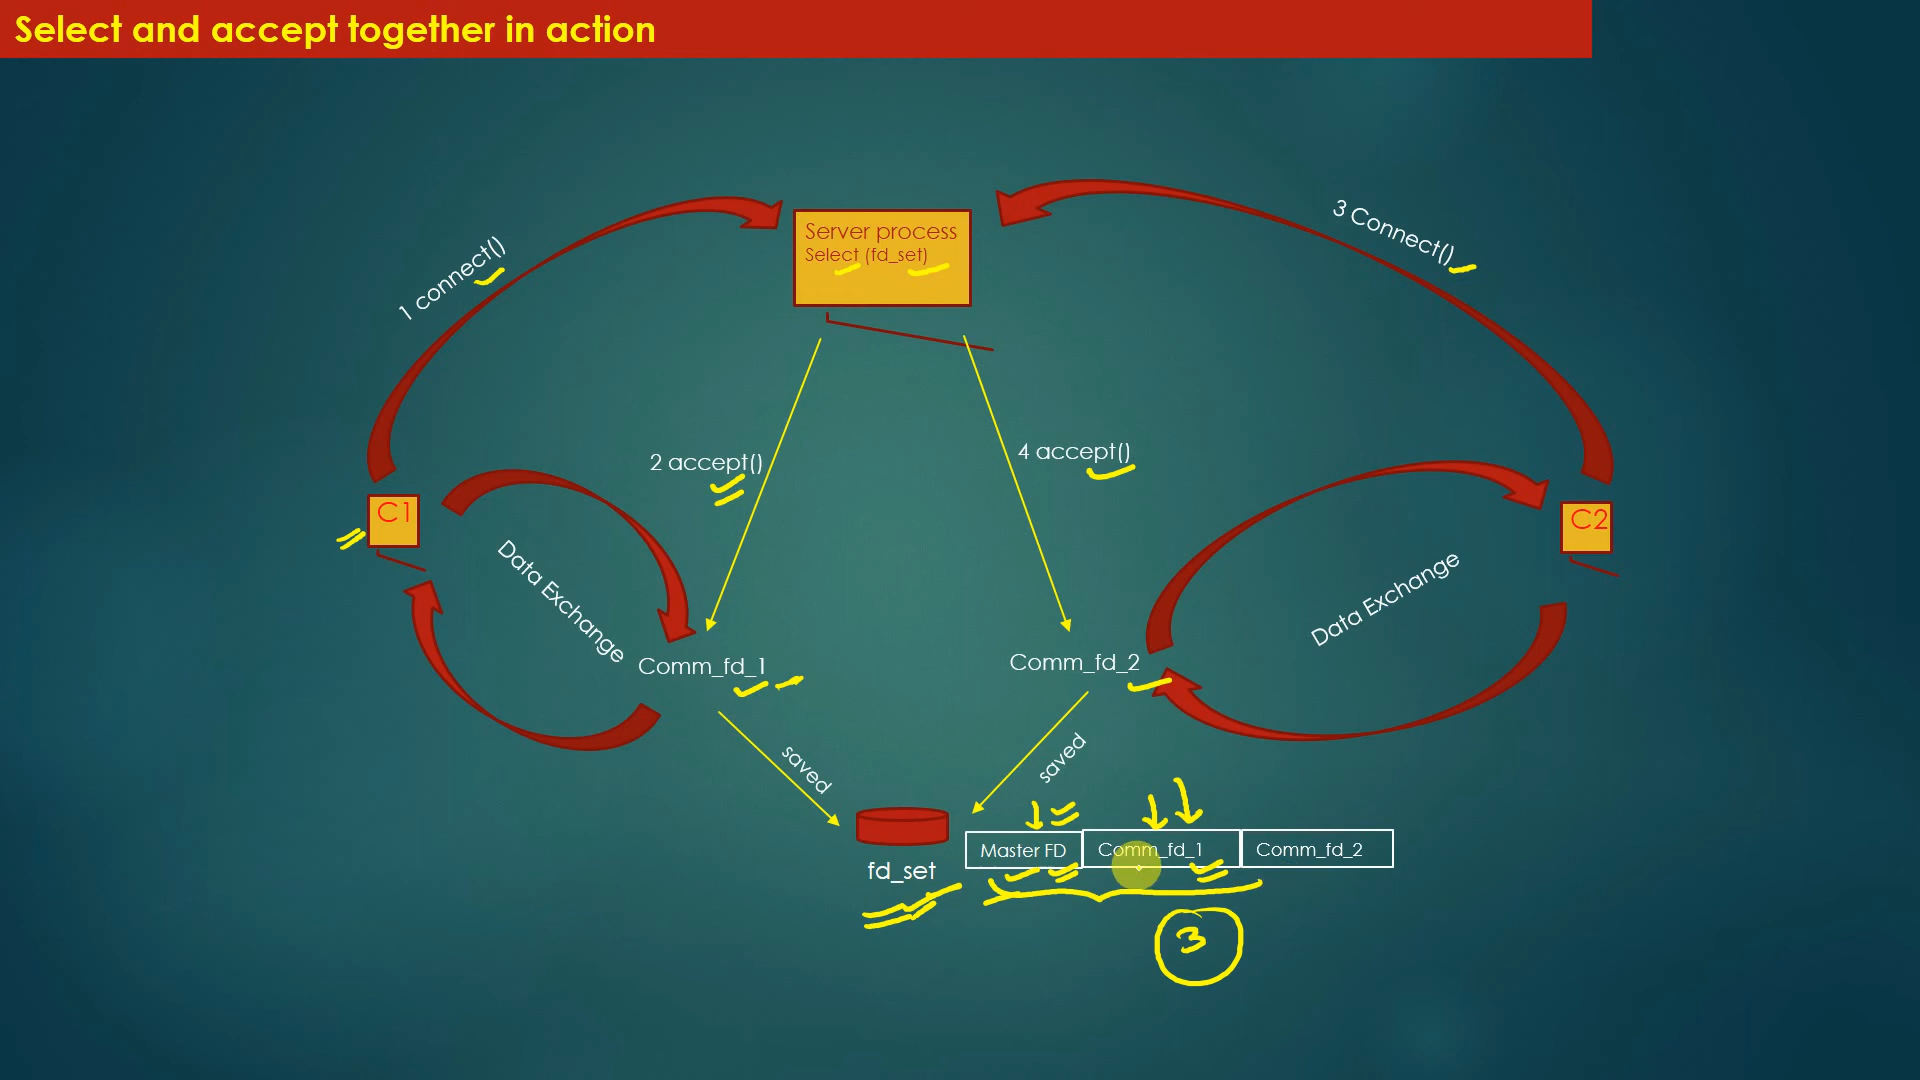 Select and accept together in action
Server process
Select (fd_set)
1 connect()
3 Connect()
2 accept()
4 accept()
C1
C2
Data Exchange
Data Exchange
Comm_fd_1
Comm_fd_2
saved
saved
fd_set
Master FD
Comm_fd_1
Comm_fd_2
3